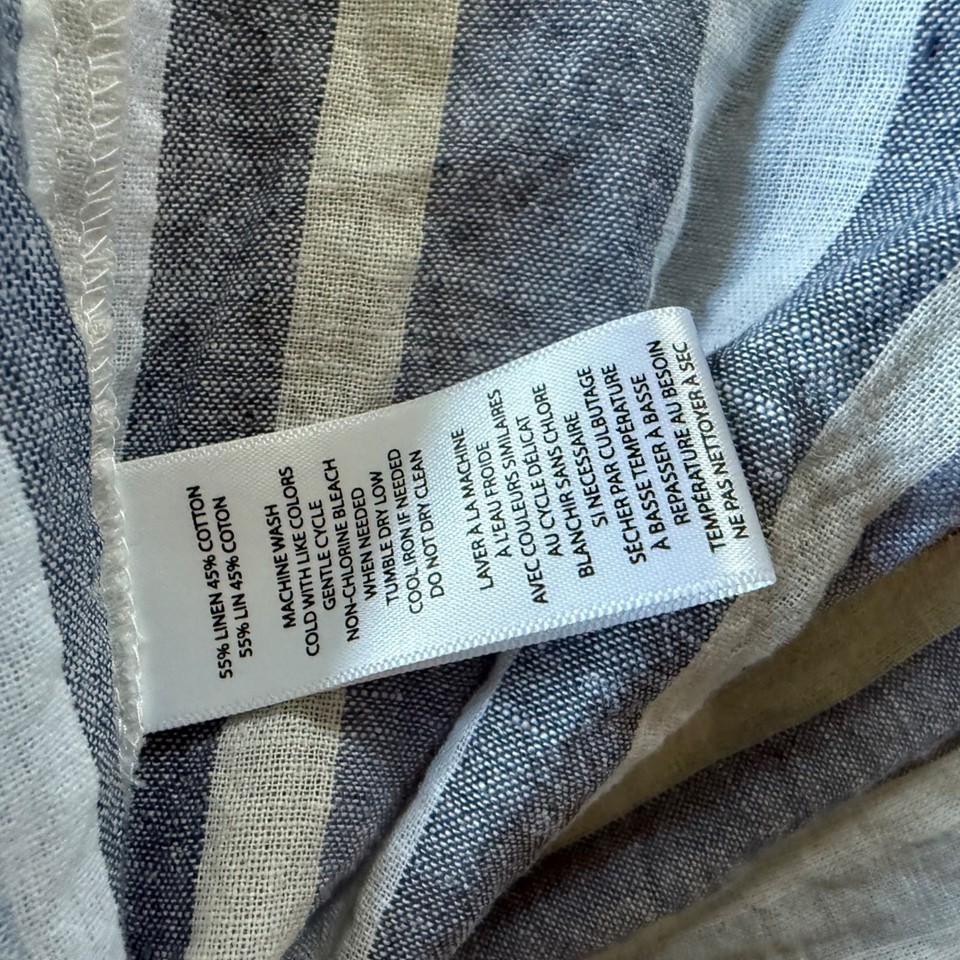 55% LINEN 45% COTTON
55% LIN 45% COTON
MACHINE WASH
COLD WITH LIKE COLORS
GENTLE CYCLE
NON-CHLORINE BLEACH
WHEN NEEDED
TUMBLE DRY LOW
COOL IRON IF NEEDED
DO NOT DRY CLEAN
LAVER À LA MACHINE
À L'EAU FROIDE
AVEC COULEURS SIMILAIRES
AU CYCLE DÉLICAT
BLANCHIR SANS CHLORE
SI NÉCESSAIRE
SÉCHER PAR CULBUTAGE
À BASSE TEMPÉRATURE
REPASSER À BASSE
TEMPÉRATURE AU BESOIN
NE PAS NETTOYER À SEC